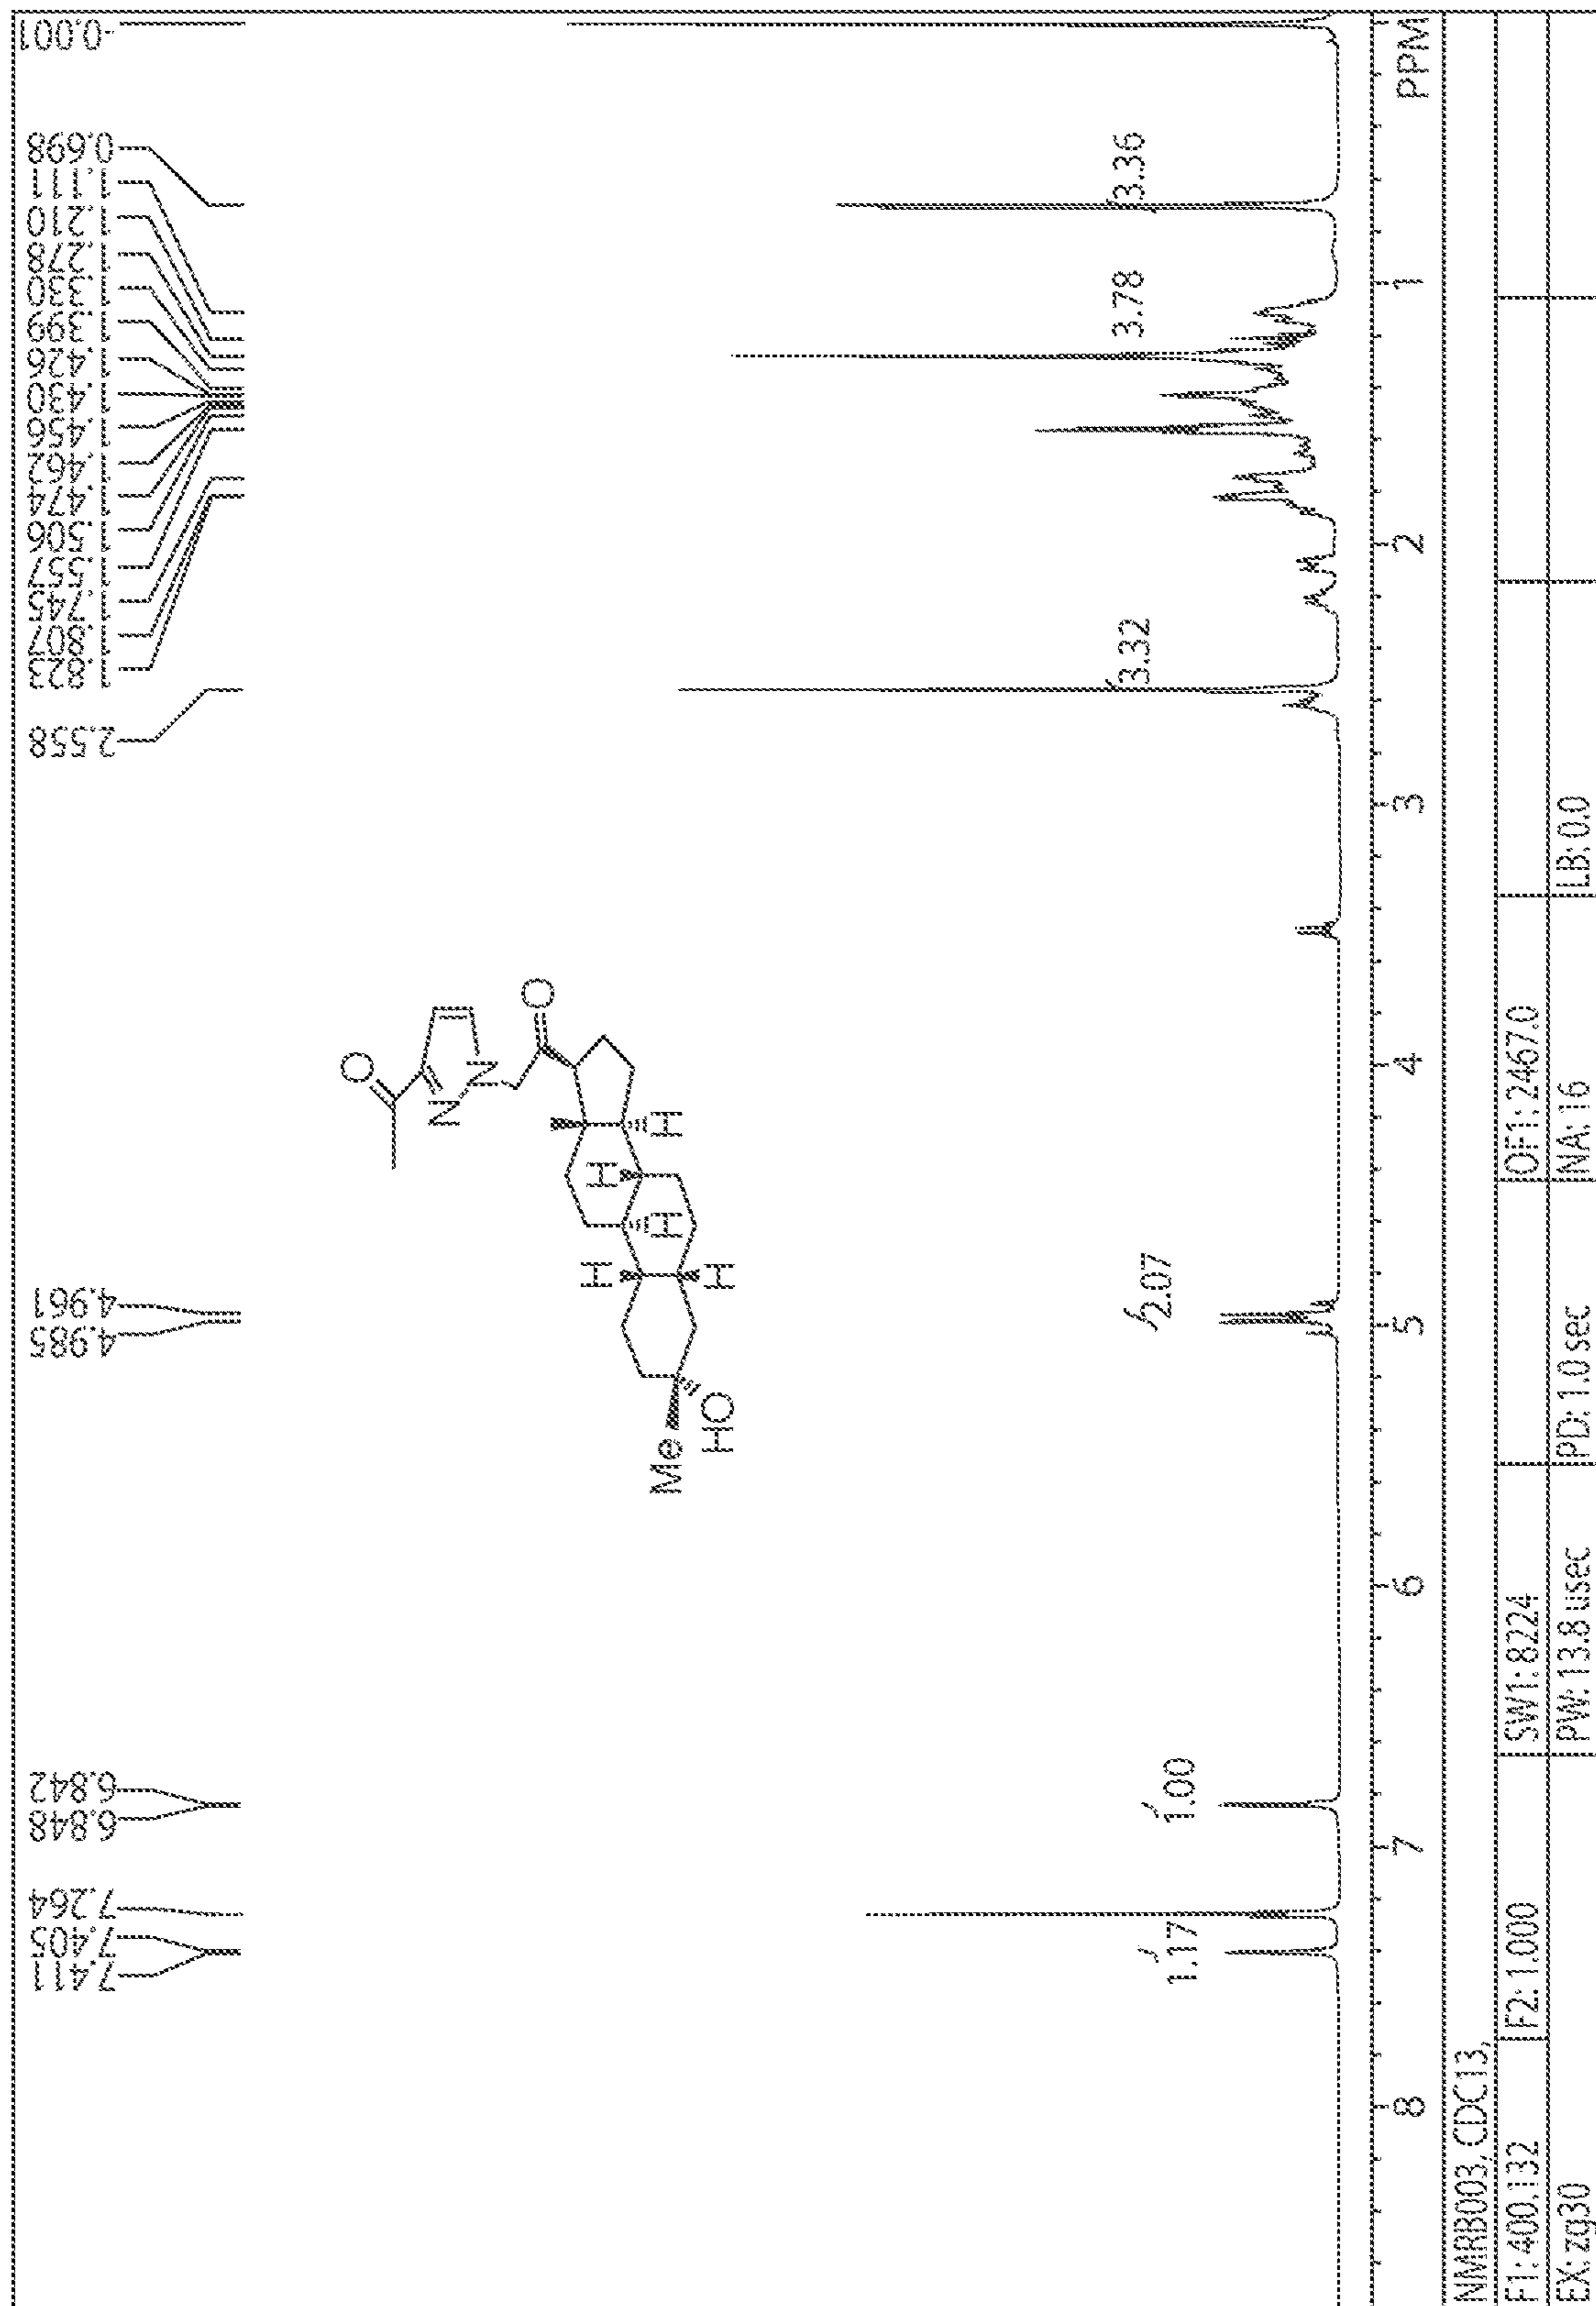 7.411
7.405
7.264
6.848
6.842
4.985
4.961
2.558
1.823
1.807
1.745
1.557
1.506
1.474
1.462
1.456
1.430
1.426
1.399
1.330
1.278
1.210
1.111
0.698
-0.001
O
N
N
O
H
H
H
H
H
Me
HO
1.17
1.00
2.07
3.32
3.78
3.36
8
7
6
5
4
3
2
1
PPM
NMRB003, CDC13,
F1: 400.132
F2: 1.000
SW1: 8224
OF1: 2467.0
EX: zg30
PW: 13.8 usec
PD: 1.0 sec
NA: 16
LB: 0.0